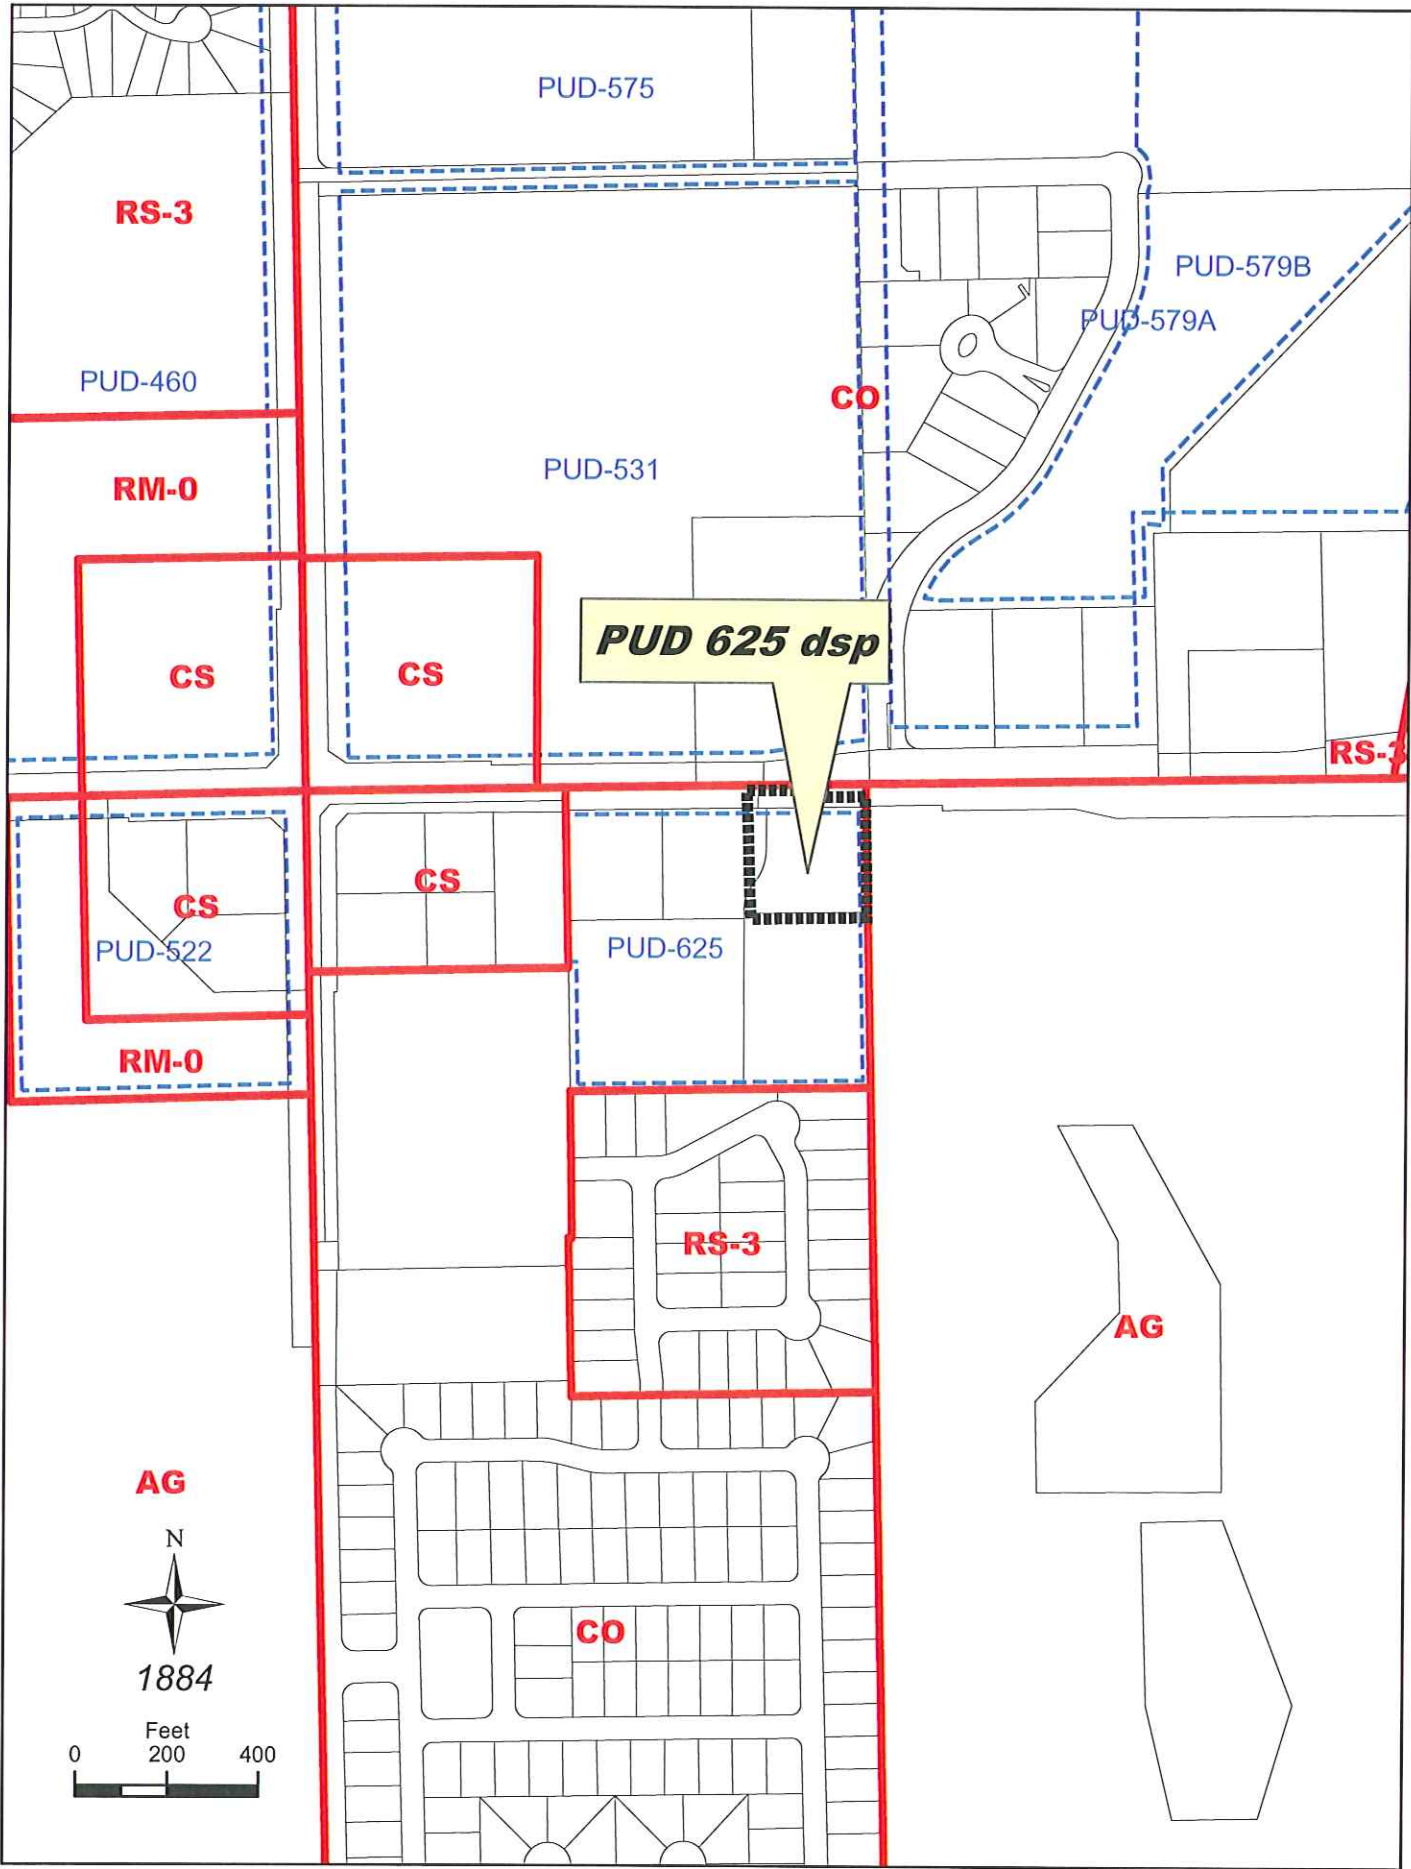 PUD-575
RS-3
PUD-579B
PUD-579A
PUD-460
CO
PUD-531
RM-0
PUD 625 dsp
CS
CS
RS-3
CS
CS
PUD-522
PUD-625
RM-0
RS-3
AG
AG
N
CO
1884
Feet
0 200 400